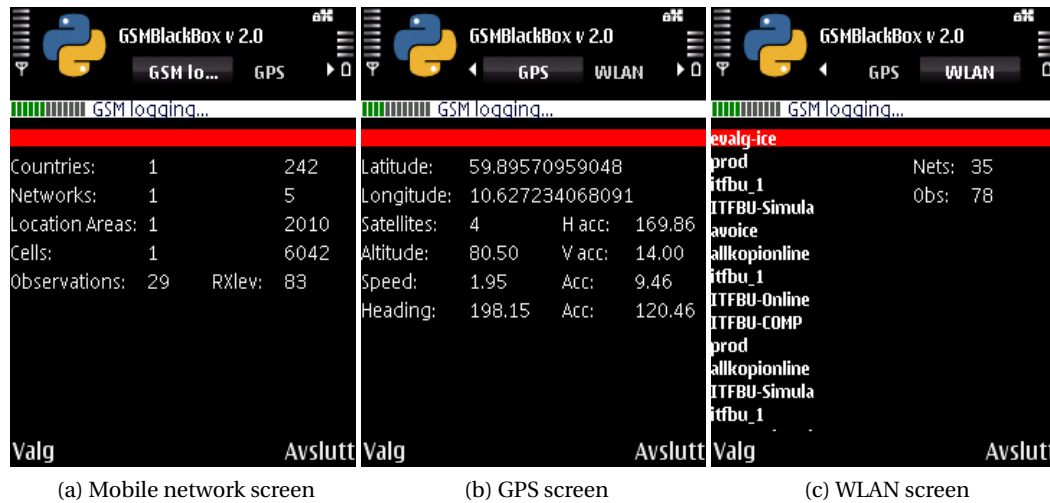 GSMBlackBox v 2.0
GSM lo... GPS
GSM logging...
Countries: 1 242
Networks: 1 5
Location Areas: 1 2010
Cells: 1 6042
Observations: 29 RXlev: 83
Valg Avslutt
(a) Mobile network screen
GSMBlackBox v 2.0
GPS WLAN
GSM logging...
Latitude: 59.89570959048
Longitude: 10.627234068091
Satellites: 4 H acc: 169.86
Altitude: 80.50 V acc: 14.00
Speed: 1.95 Acc: 9.46
Heading: 198.15 Acc: 120.46
Valg Avslutt
(b) GPS screen
GSMBlackBox v 2.0
GPS WLAN
GSM logging...
evalg-ice
prod Nets: 35
itfbu_1
ITFBU-Simula Obs: 78
avoice
allkopionline
itfbu_1
ITFBU-Online
ITFBU-COMP
prod
allkopionline
ITFBU-Simula
itfbu_1
Valg Avslutt
(c) WLAN screen